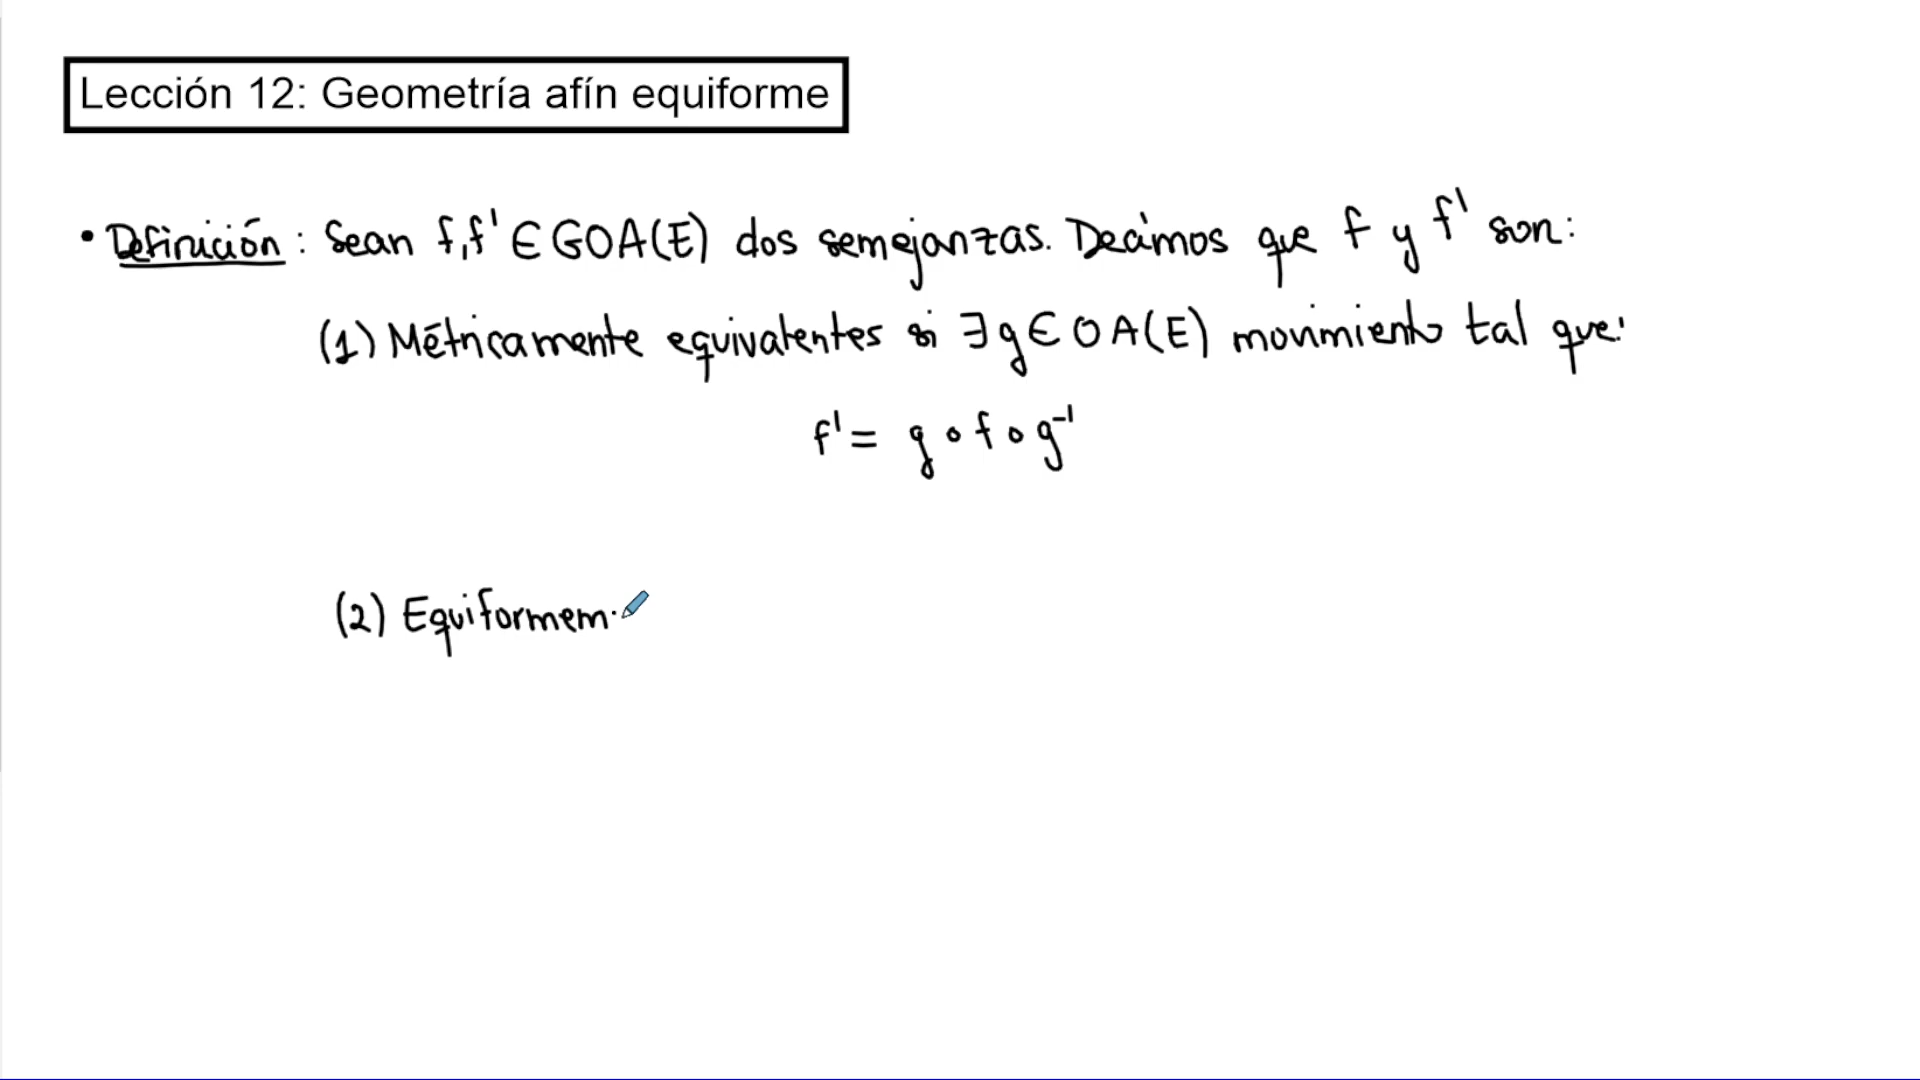 Lección 12: Geometría afín equiforme
• Definición: Sean f,f' ∈ GOA(E) dos semejanzas. Decimos que f y f' son:
(1) Métricamente equivalentes si ∃ g ∈ OA(E) movimiento tal que:
f' = g ∘ f ∘ g⁻¹
(2) Equiformem